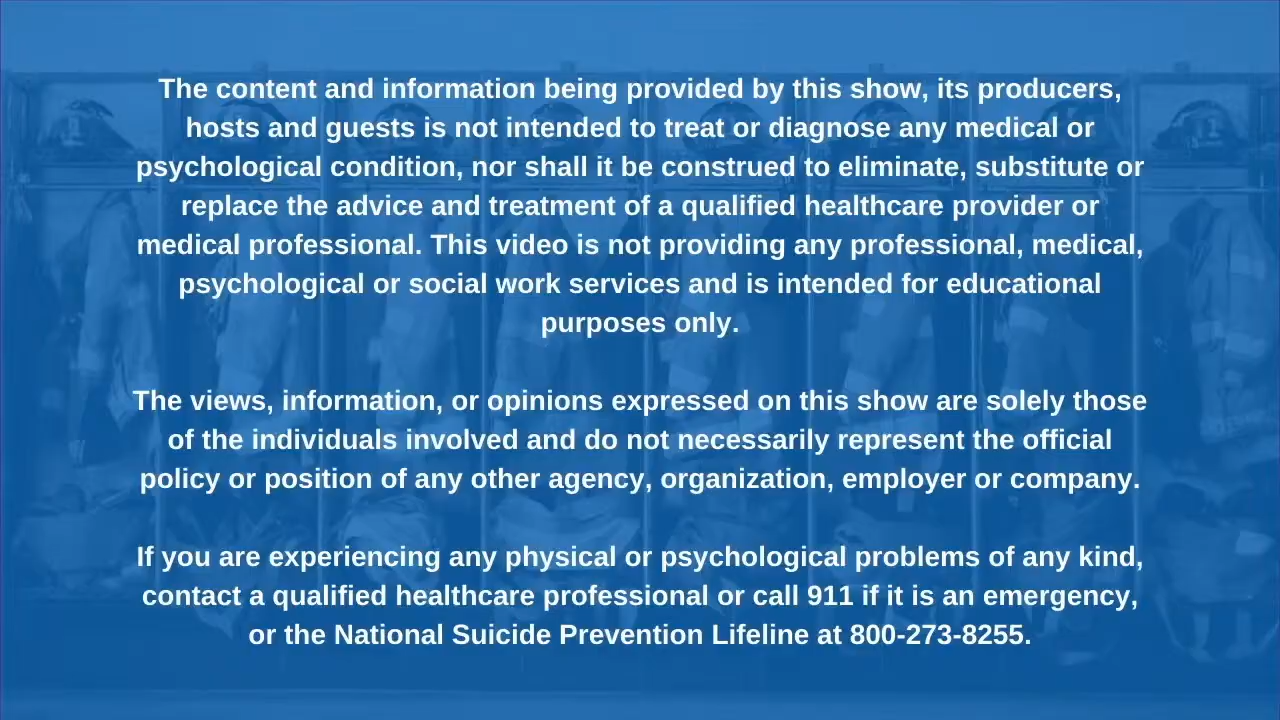 The content and information being provided by this show, its producers,
hosts and guests is not intended to treat or diagnose any medical or
psychological condition, nor shall it be construed to eliminate, substitute or
replace the advice and treatment of a qualified healthcare provider or
medical professional. This video is not providing any professional, medical,
psychological or social work services and is intended for educational
purposes only.
The views, information, or opinions expressed on this show are solely those
of the individuals involved and do not necessarily represent the official
policy or position of any other agency, organization, employer or company.
If you are experiencing any physical or psychological problems of any kind,
contact a qualified healthcare professional or call 911 if it is an emergency,
or the National Suicide Prevention Lifeline at 800-273-8255.